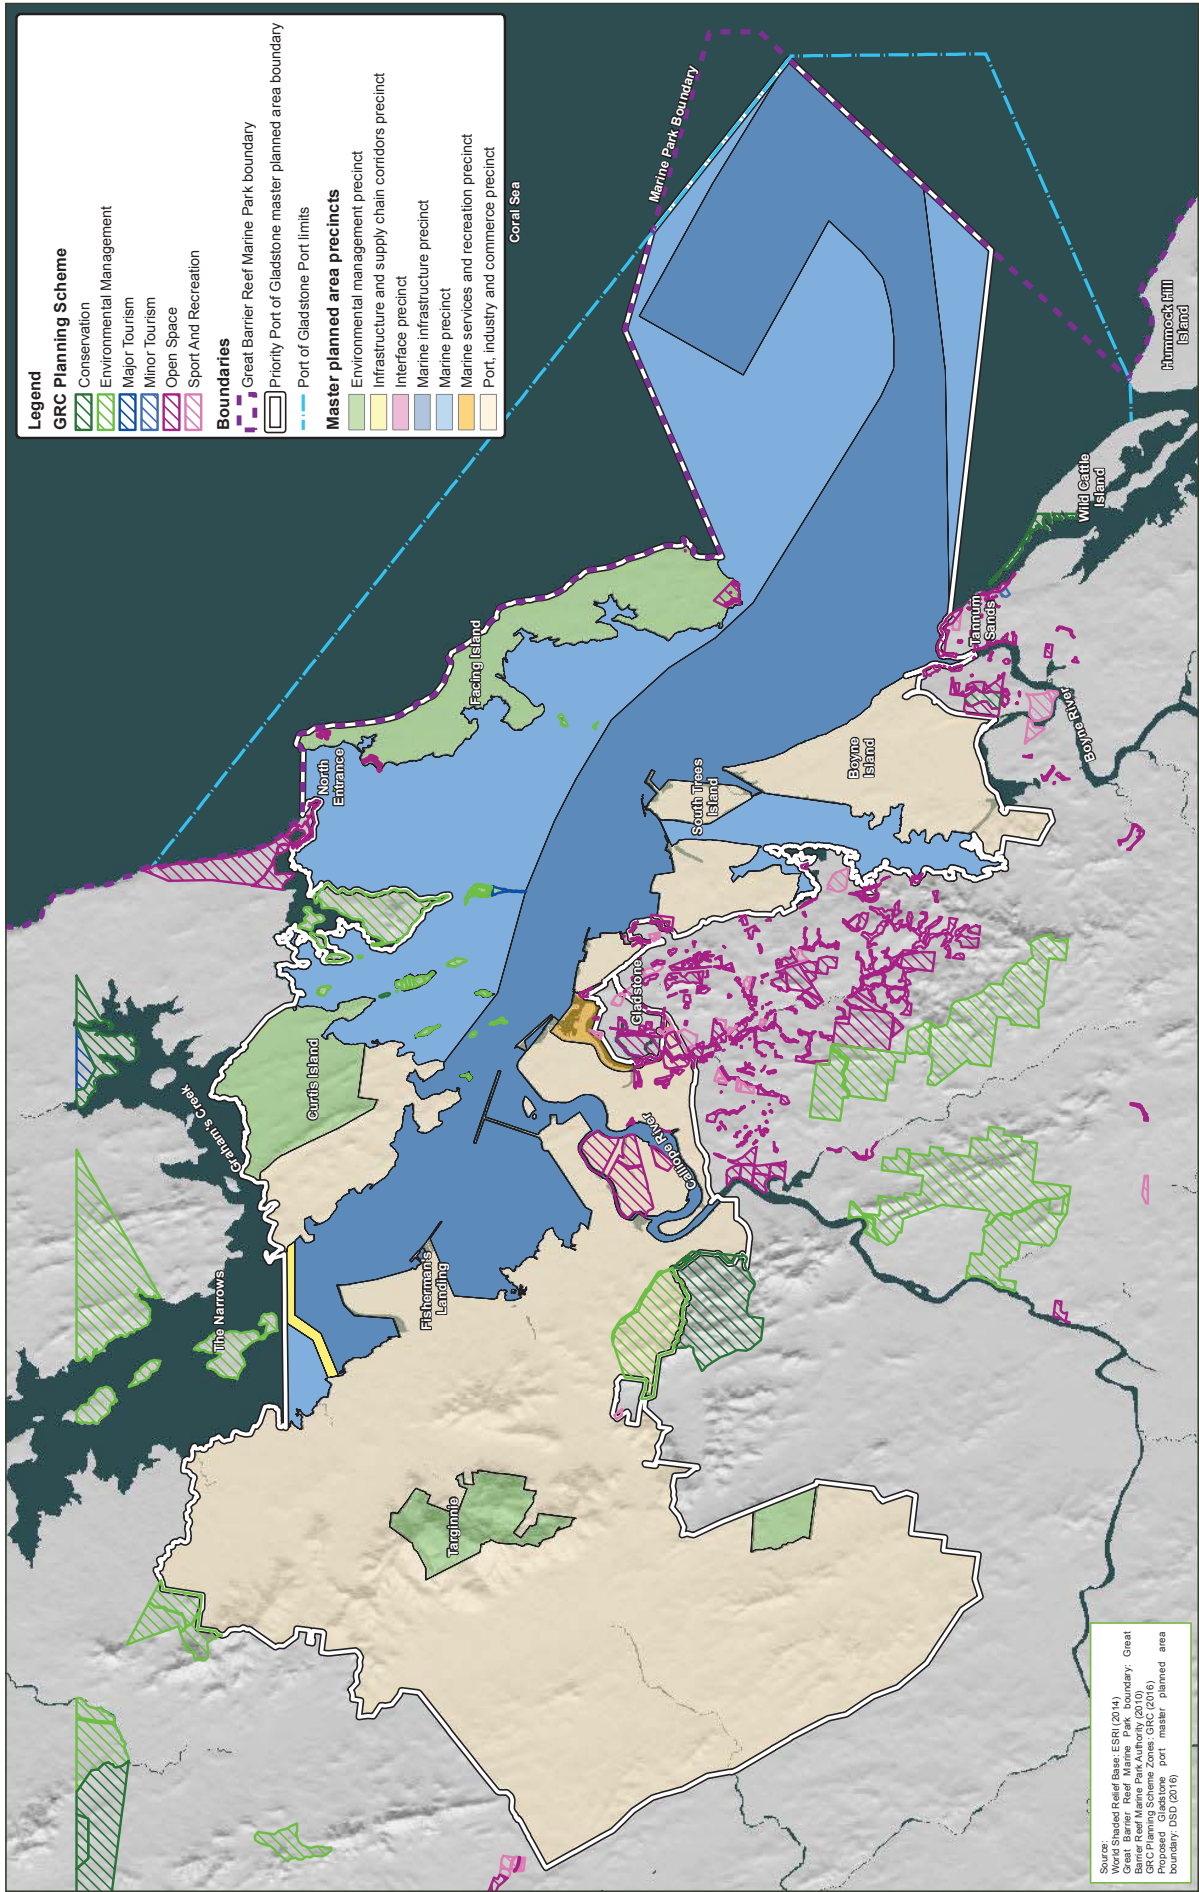 Legend
GRC Planning Scheme
Conservation
Environmental Management
Major Tourism
Minor Tourism
Open Space
Sport And Recreation
Boundaries
Great Barrier Reef Marine Park boundary
Priority Port of Gladstone master planned area boundary
Port of Gladstone Port limits
Master planned area precincts
Environmental management precinct
Infrastructure and supply chain corridors precinct
Interface precinct
Marine infrastructure precinct
Marine precinct
Marine services and recreation precinct
Port, industry and commerce precinct
Coral Sea
Marine Park Boundary
Hummock Hill
Island
Wild Cattle
Island
Tannum
Sands
Boyne River
Boyne
Island
South Trees
Island
Facing Island
North
Entrance
Gladstone
Calliope River
Curtis Island
Graham's Creek
The Narrows
Fisherman's
Landing
Targinnie
Source:
World Shaded Relief Base: ESRI (2014)
Great Barrier Reef Marine Park boundary: Great
Barrier Reef Marine Park Authority (2010)
GRC Planning Scheme Zones: GRC (2016)
Proposed Gladstone port master planned area
boundary: DSD (2016)